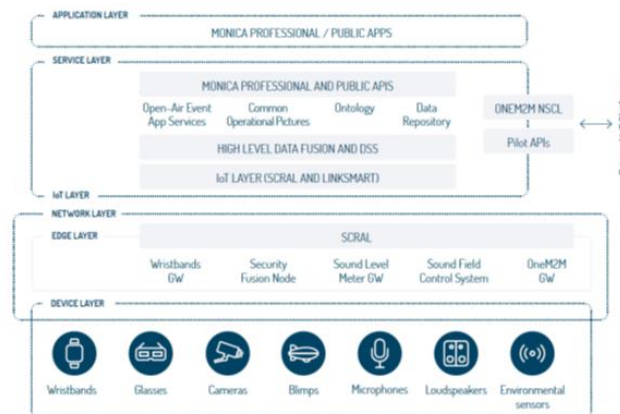 APPLICATION LAYER
MONICA PROFESSIONAL / PUBLIC APPS
SERVICE LAYER
MONICA PROFESSIONAL AND PUBLIC APIS
Open-Air Event
App Services
Common
Operational Pictures
Ontology
Data
Repository
ONEM2M NSCL
Pilot APIs
HIGH LEVEL DATA FUSION AND DSS
IoT LAYER (SCRAL AND LINKSMART)
IoT LAYER
NETWORK LAYER
EDGE LAYER
SCRAL
Wristbands
GW
Security
Fusion Node
Sound Level
Meter GW
Sound Field
Control System
OneM2M
GW
DEVICE LAYER
Wristbands
Glasses
Cameras
Blimps
Microphones
Loudspeakers
Environmental
sensors